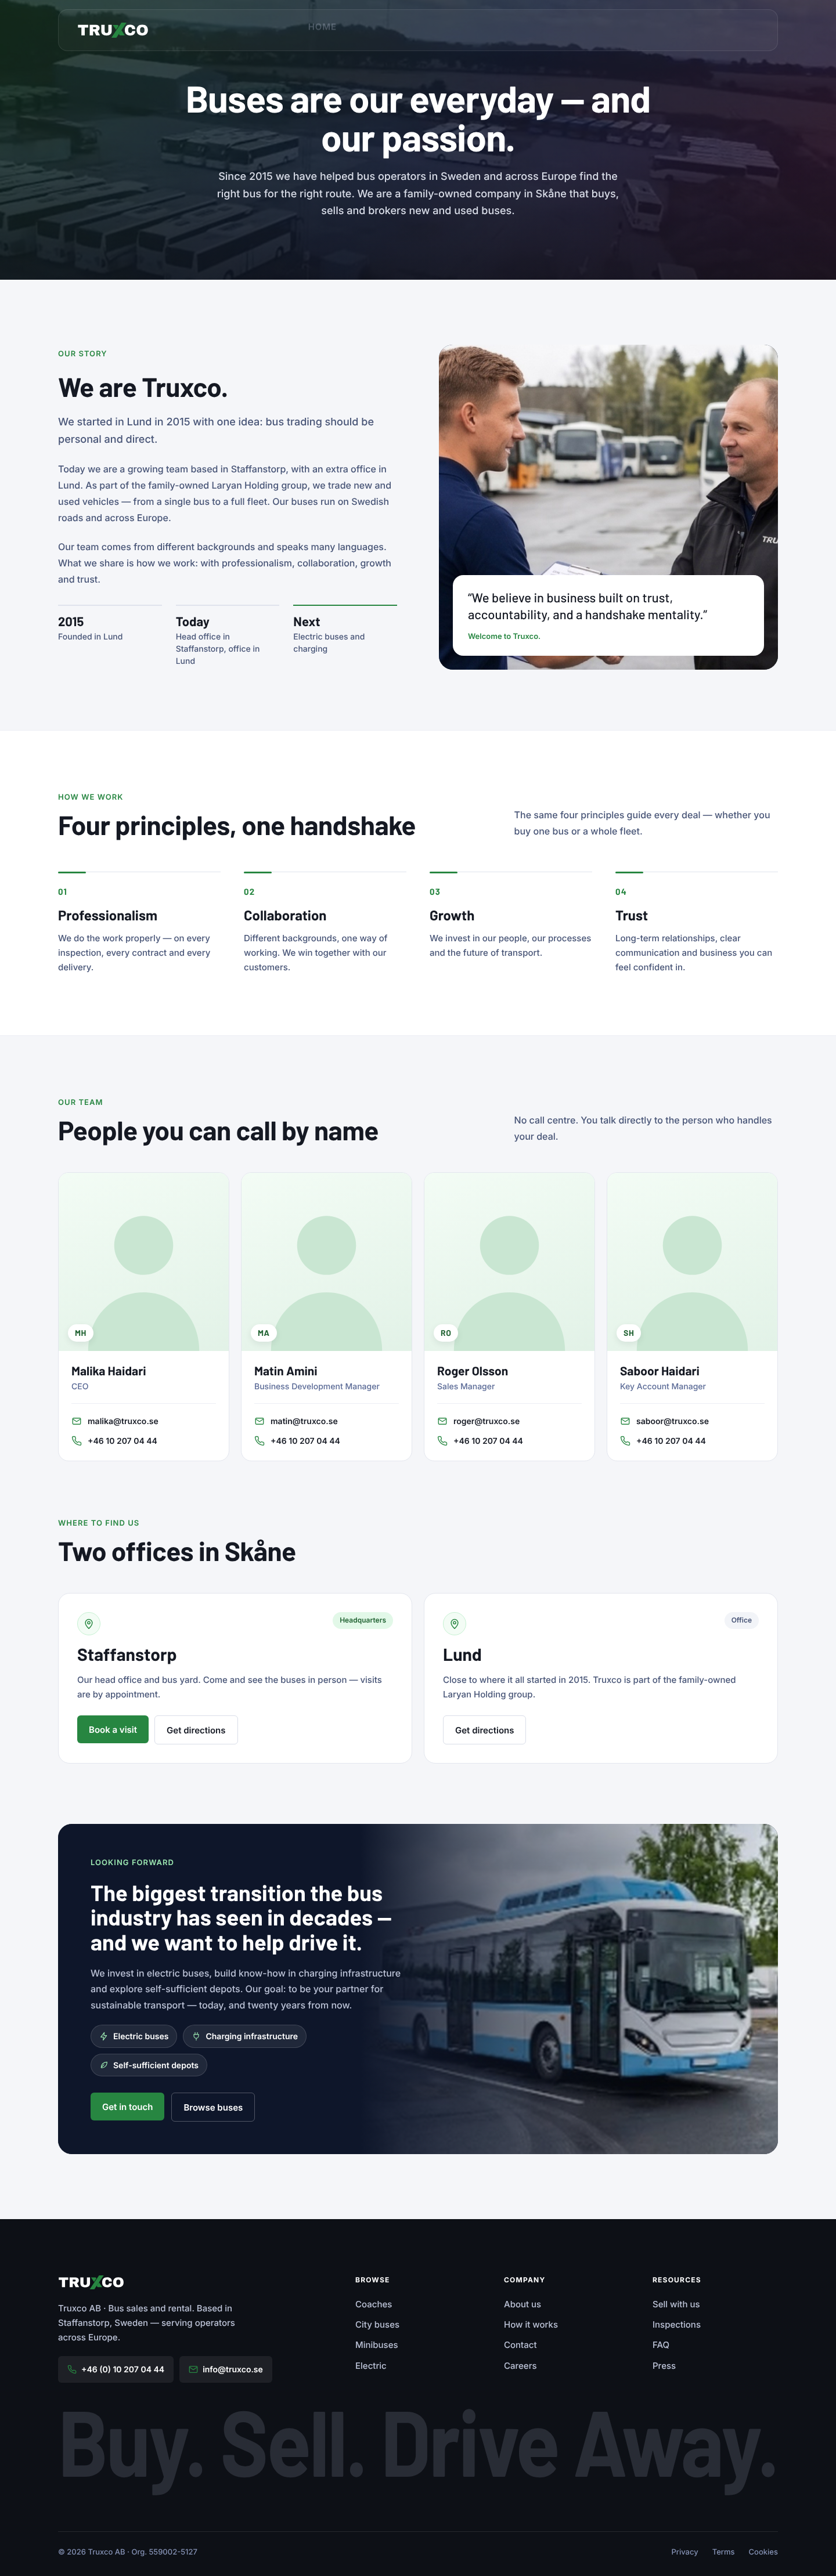 TRUXCO
HOME
Buses are our everyday — and
our passion.
Since 2015 we have helped bus operators in Sweden and across Europe find the
right bus for the right route. We are a family-owned company in Skåne that buys,
sells and brokers new and used buses.
OUR STORY
We are Truxco.
We started in Lund in 2015 with one idea: bus trading should be
personal and direct.
Today we are a growing team based in Staffanstorp, with an extra office in
Lund. As part of the family-owned Laryan Holding group, we trade new and
used vehicles — from a single bus to a full fleet. Our buses run on Swedish
roads and across Europe.
Our team comes from different backgrounds and speaks many languages.
What we share is how we work: with professionalism, collaboration, growth
and trust.
2015
Founded in Lund
Today
Head office in
Staffanstorp, office in
Lund
Next
Electric buses and
charging
TRU
“We believe in business built on trust,
accountability, and a handshake mentality.”
Welcome to Truxco.
HOW WE WORK
Four principles, one handshake
The same four principles guide every deal — whether you
buy one bus or a whole fleet.
01
Professionalism
We do the work properly — on every
inspection, every contract and every
delivery.
02
Collaboration
Different backgrounds, one way of
working. We win together with our
customers.
03
Growth
We invest in our people, our processes
and the future of transport.
04
Trust
Long-term relationships, clear
communication and business you can
feel confident in.
OUR TEAM
People you can call by name
No call centre. You talk directly to the person who handles
your deal.
MH
Malika Haidari
CEO
malika@truxco.se
+46 10 207 04 44
MA
Matin Amini
Business Development Manager
matin@truxco.se
+46 10 207 04 44
RO
Roger Olsson
Sales Manager
roger@truxco.se
+46 10 207 04 44
SH
Saboor Haidari
Key Account Manager
saboor@truxco.se
+46 10 207 04 44
WHERE TO FIND US
Two offices in Skåne
Headquarters
Staffanstorp
Our head office and bus yard. Come and see the buses in person — visits
are by appointment.
Book a visit
Get directions
Office
Lund
Close to where it all started in 2015. Truxco is part of the family-owned
Laryan Holding group.
Get directions
LOOKING FORWARD
The biggest transition the bus
industry has seen in decades —
and we want to help drive it.
We invest in electric buses, build know-how in charging infrastructure
and explore self-sufficient depots. Our goal: to be your partner for
sustainable transport — today, and twenty years from now.
Electric buses
Charging infrastructure
Self-sufficient depots
Get in touch
Browse buses
TRUXCO
Truxco AB · Bus sales and rental. Based in
Staffanstorp, Sweden — serving operators
across Europe.
+46 (0) 10 207 04 44
info@truxco.se
BROWSE
Coaches
City buses
Minibuses
Electric
COMPANY
About us
How it works
Contact
Careers
RESOURCES
Sell with us
Inspections
FAQ
Press
Buy. Sell. Drive Away.
© 2026 Truxco AB · Org. 559002-5127
Privacy
Terms
Cookies